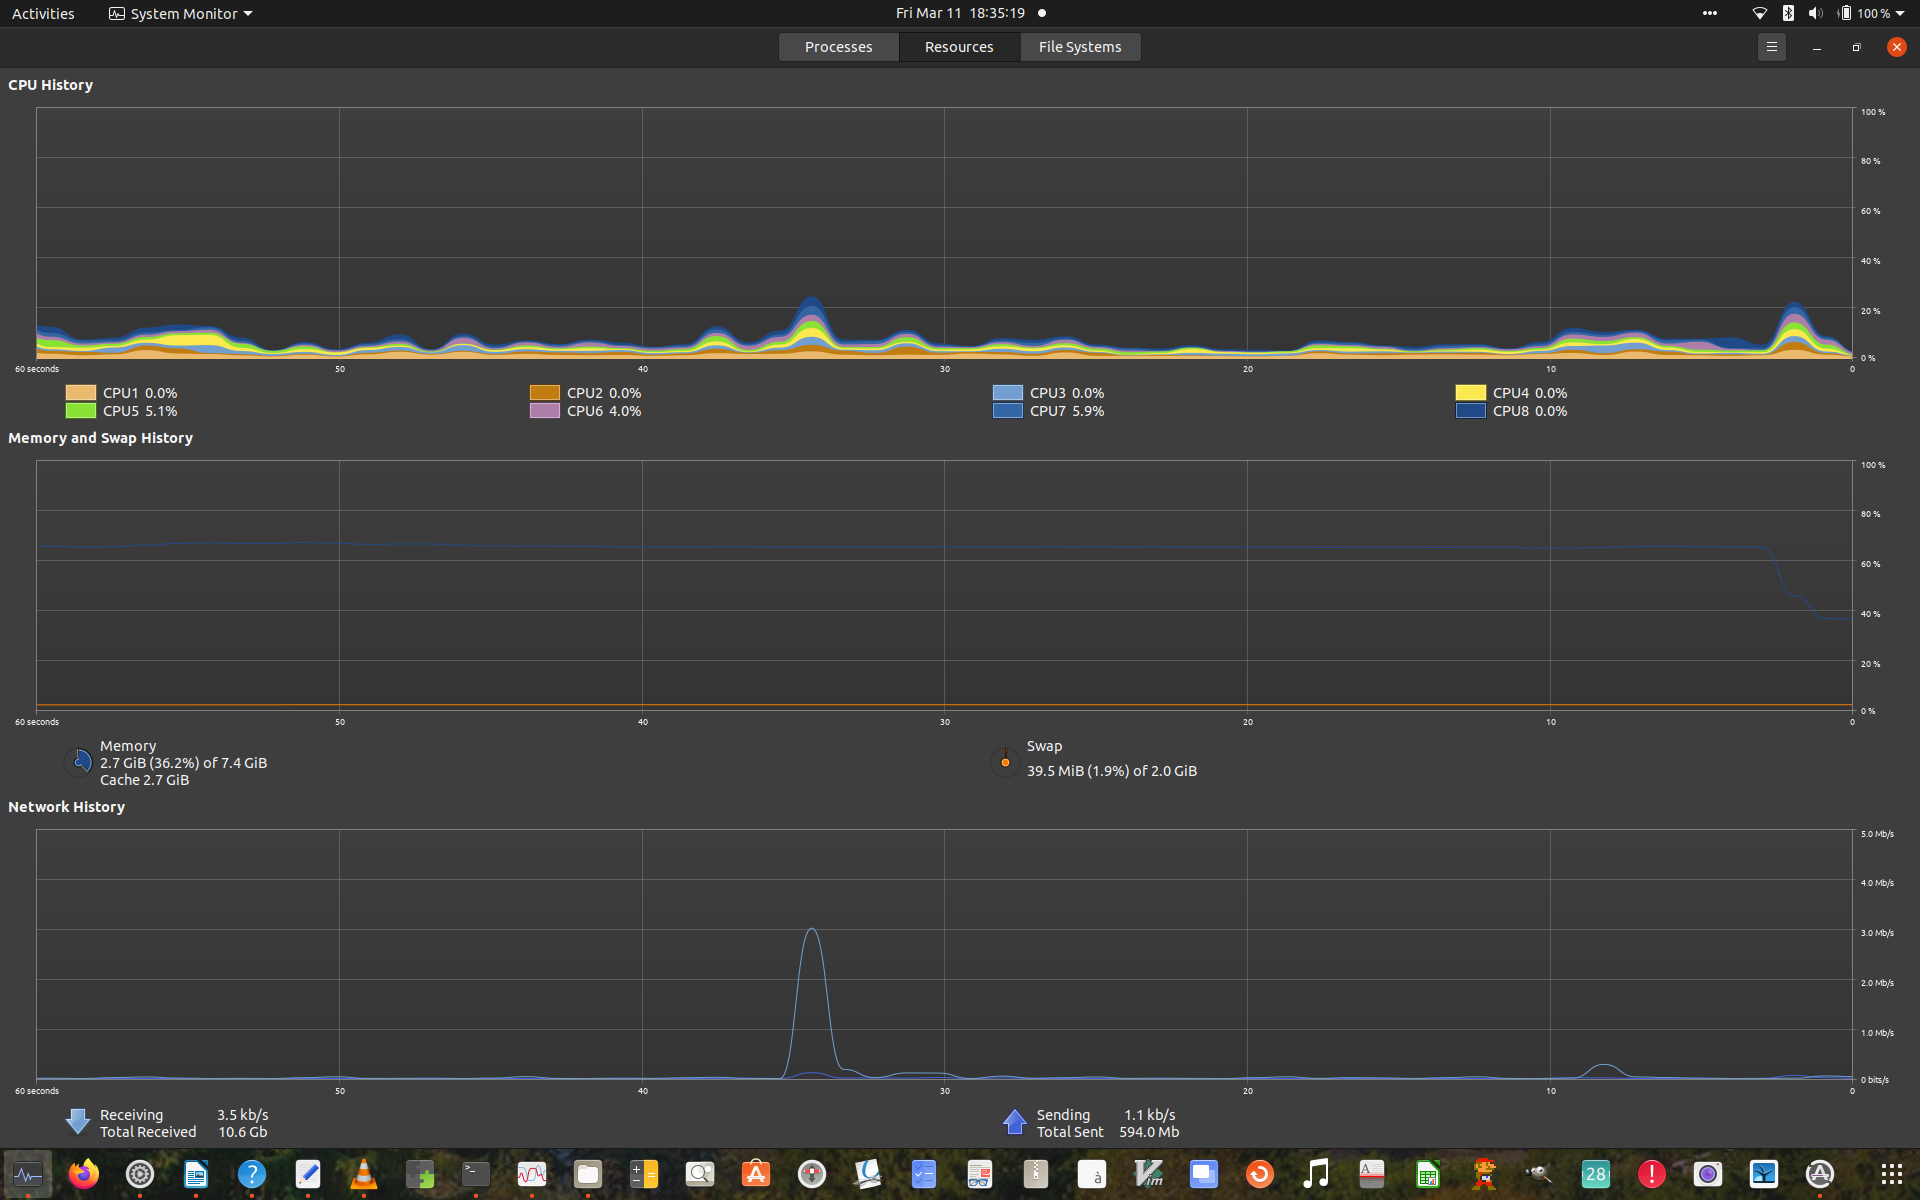 Activities System Monitor Fri Mar 11 18:35:19 100 %
Processes Resources File Systems
CPU History
100 %
80 %
60 %
40 %
20 %
0 %
60 seconds 50 40 30 20 10 0
CPU1 0.0% CPU2 0.0% CPU3 0.0% CPU4 0.0%
CPU5 5.1% CPU6 4.0% CPU7 5.9% CPU8 0.0%
Memory and Swap History
100 %
80 %
60 %
40 %
20 %
0 %
60 seconds 50 40 30 20 10 0
Memory
2.7 GiB (36.2%) of 7.4 GiB
Cache 2.7 GiB
Swap
39.5 MiB (1.9%) of 2.0 GiB
Network History
5.0 Mb/s
4.0 Mb/s
3.0 Mb/s
2.0 Mb/s
1.0 Mb/s
0 bits/s
60 seconds 50 40 30 20 10 0
Receiving 3.5 kb/s Sending 1.1 kb/s
Total Received 10.6 Gb Total Sent 594.0 Mb
? >_ à Vim A 28 !